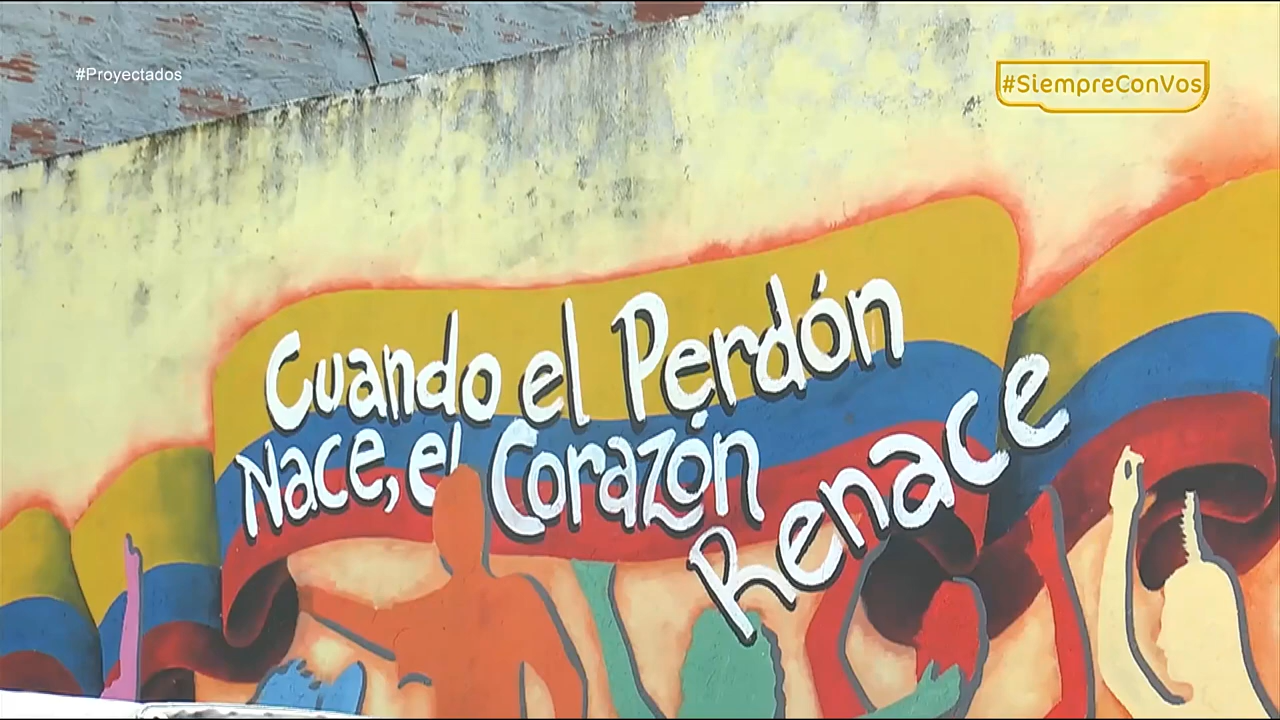 #Proyectados
#SiempreConVos
Cuando el Perdón
Nace, el Corazón
Renace